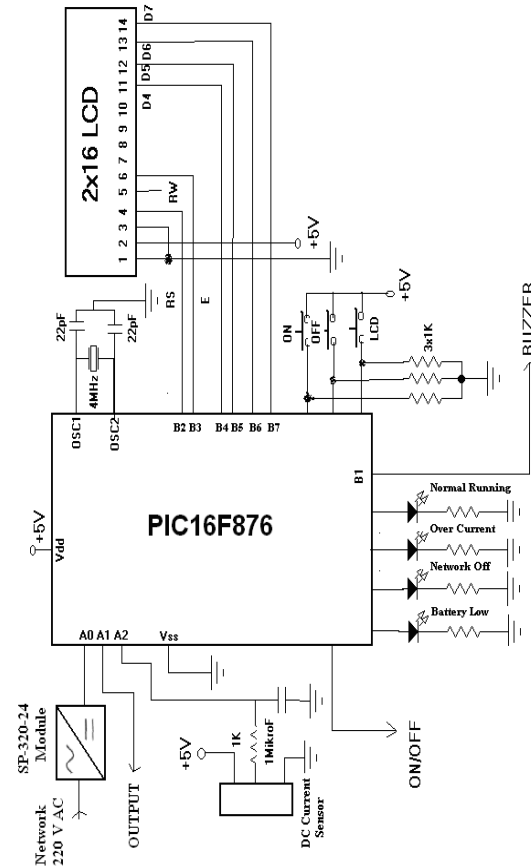 2x16 LCD
1 2 3 4 5 6 7 8 9 10 11 12 13 14
RS
E
RW
D4
D5
D6
D7
+5V
22pF
22pF
4MHz
OSC1
OSC2
B2 B3 B4 B5 B6 B7
ON
OFF
LCD
+5V
3x1K
+5V
Vdd
PIC16F876
B1
BUZZER
Normal Running
Over Current
Network Off
Battery Low
A0 A1 A2
Vss
SP-320-24
Module
Network
220 V AC
OUTPUT
+5V
1K
1MikroF
DC Current
Sensor
ON/OFF